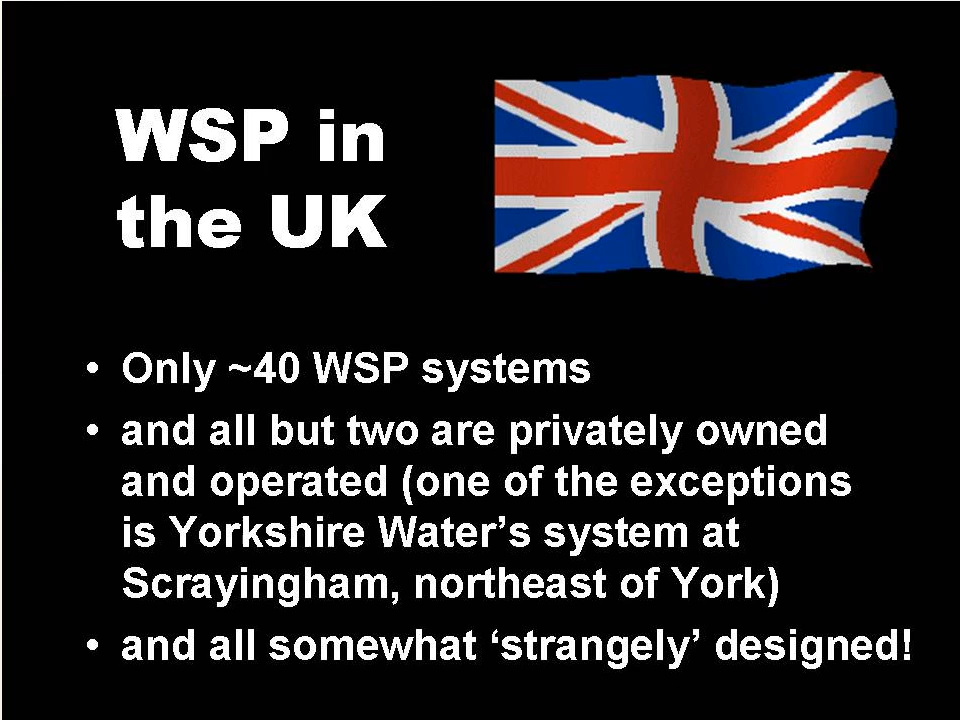 WSP in
the UK
• Only ~40 WSP systems
• and all but two are privately owned
and operated (one of the exceptions
is Yorkshire Water’s system at
Scrayingham, northeast of York)
• and all somewhat ‘strangely’ designed!